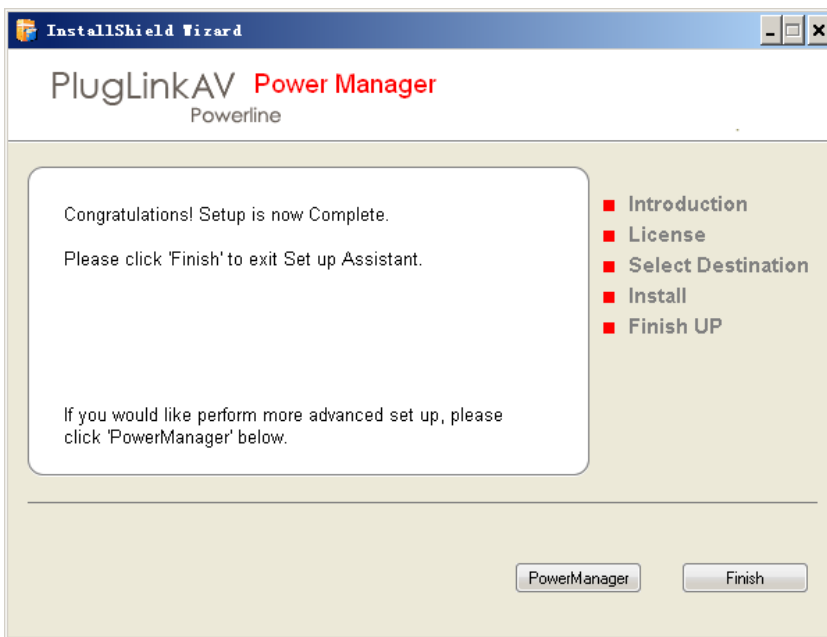 InstallShield Wizard
PlugLinkAV Power Manager
Powerline
Congratulations! Setup is now Complete.
Please click 'Finish' to exit Set up Assistant.
If you would like perform more advanced set up, please
click 'PowerManager' below.
Introduction
License
Select Destination
Install
Finish UP
PowerManager
Finish